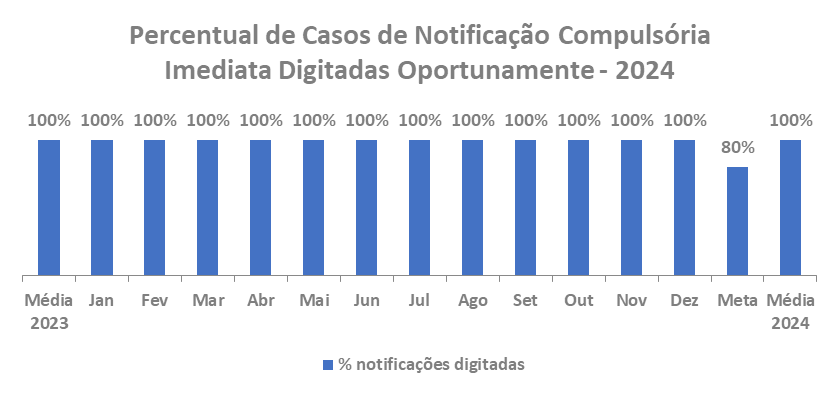 Percentual de Casos de Notificação Compulsória
Imediata Digitadas Oportunamente - 2024
100% 100% 100% 100% 100% 100% 100% 100% 100% 100% 100% 100% 100% 80% 100%
Média Jan Fev Mar Abr Mai Jun Jul Ago Set Out Nov Dez Meta Média
2023 2024
% notificações digitadas